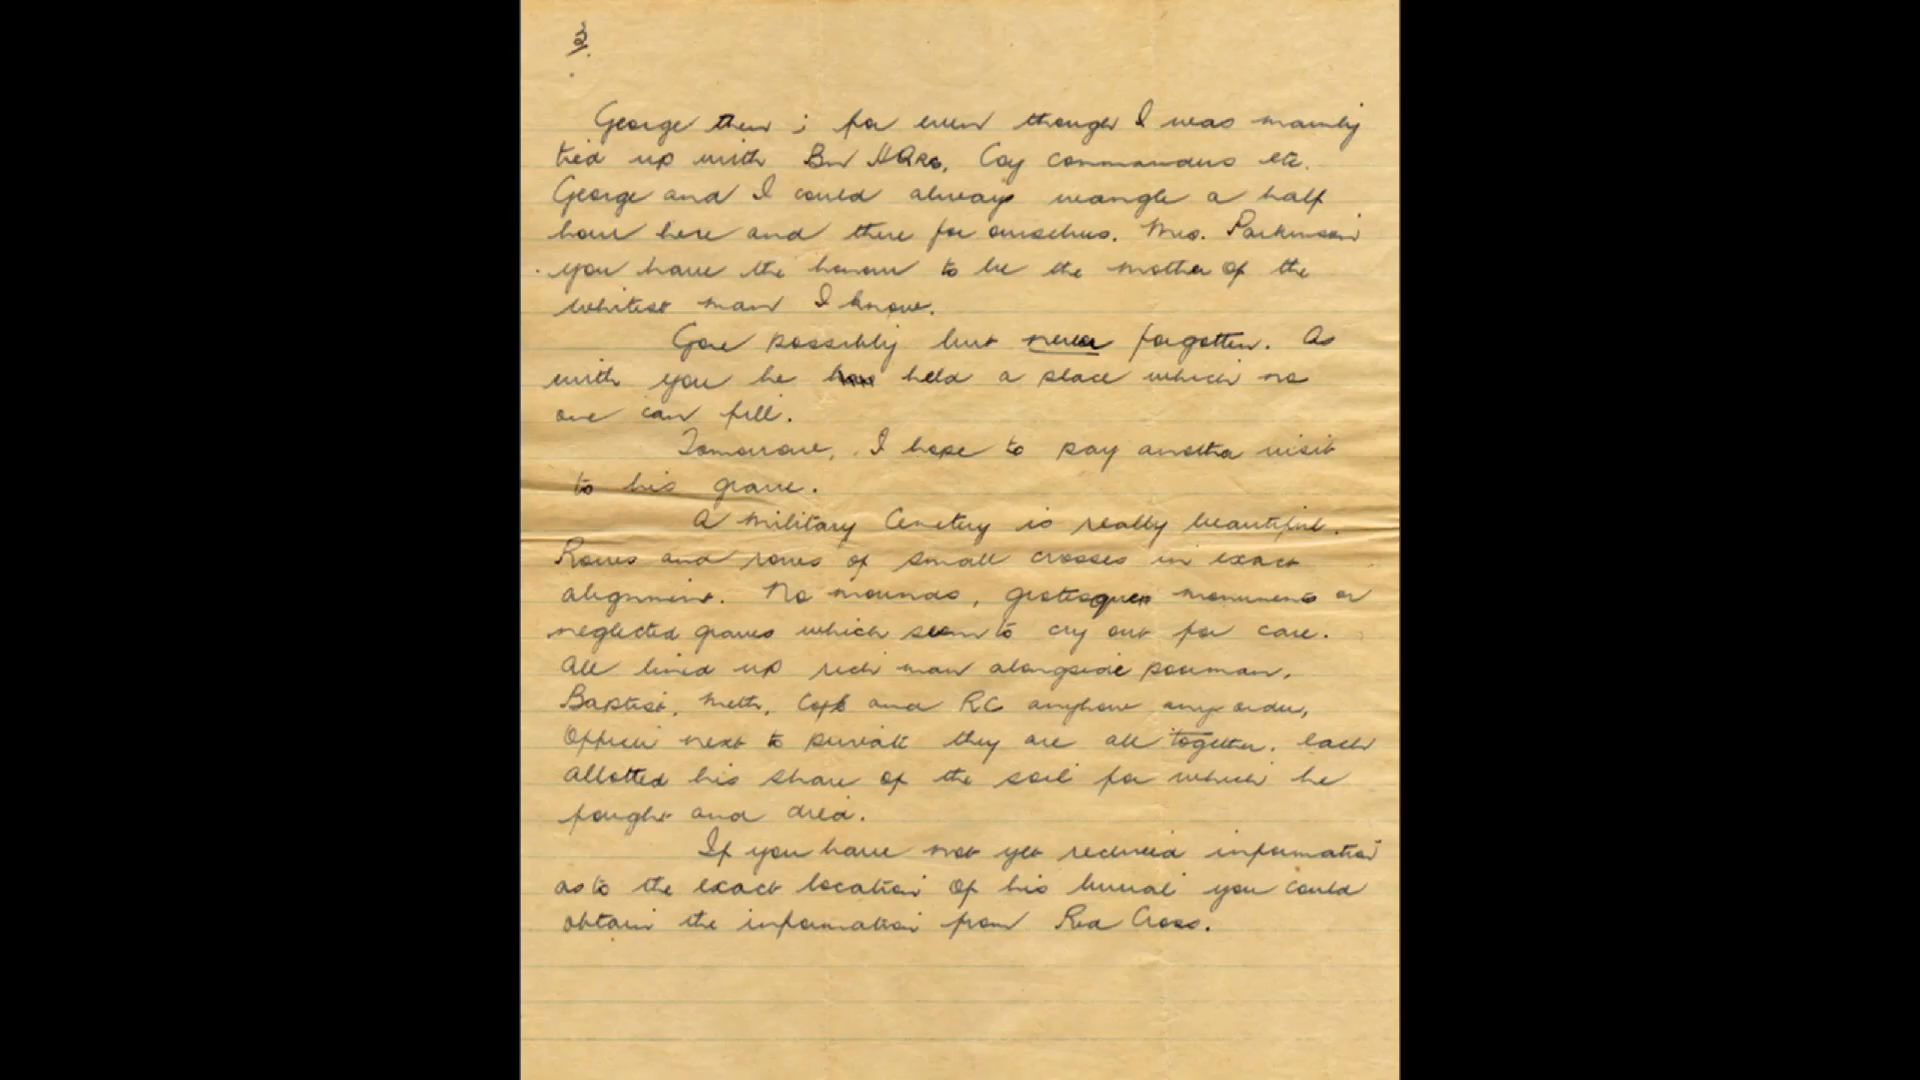 3.
George then ; for even though I was mainly
tied up with Bn HQRs, Coy commanders etc.
George and I could always wangle a half
hour here and there for ourselves. Mrs. Parkinson
you have the honour to be the mother of the
whitest man I know.
Gone possibly but never forgotten. As
with you he held a place which no
one can fill.
Tomorrow, I hope to pay another visit
to his grave.
A military Cemetery is really beautiful.
Rows and rows of small crosses in exact
alignment. No mounds, grotesque monuments or
neglected graves which seem to cry out for care.
All lined up rich man alongside poorman,
Baptist, Meth, and RC anyhow any order,
Officer next to private they are all together. Each
allotted his share of the soil for which he
fought and died.
If you have not yet received information
as to the exact location of his burial you could
obtain the information from Red Cross.